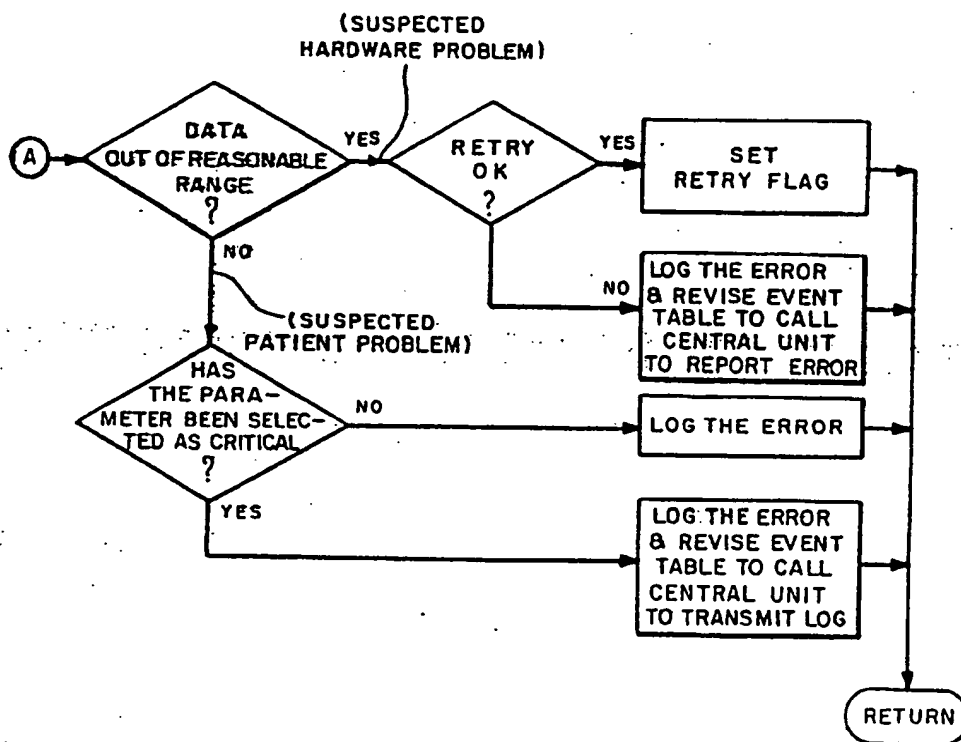 (SUSPECTED
HARDWARE PROBLEM)
A
DATA
OUT OF REASONABLE
RANGE
?
YES
RETRY
OK
?
YES
SET
RETRY FLAG
NO
(SUSPECTED
PATIENT PROBLEM)
NO
LOG THE ERROR
& REVISE EVENT
TABLE TO CALL
CENTRAL UNIT
TO REPORT ERROR
HAS
THE PARA-
METER BEEN SELEC-
TED AS CRITICAL
?
NO
LOG THE ERROR
YES
LOG THE ERROR
& REVISE EVENT
TABLE TO CALL
CENTRAL UNIT
TO TRANSMIT LOG
RETURN